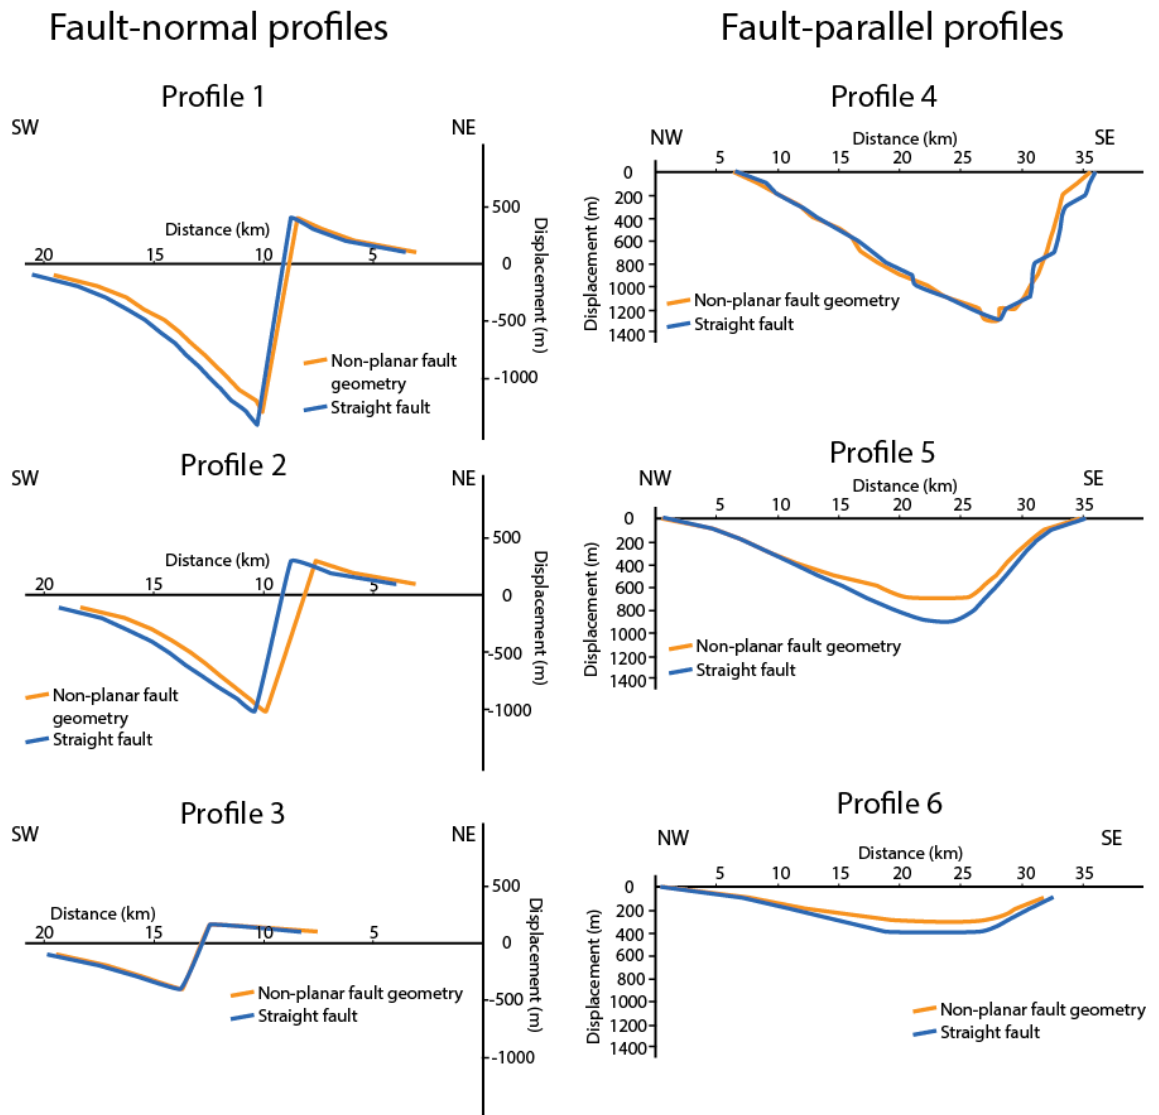 Fault-normal profiles
Fault-parallel profiles
Profile 1
SW
NE
Distance (km)
20
15
10
5
500
0
-500
-1000
Displacement (m)
Non-planar fault
geometry
Straight fault
Profile 2
SW
NE
Distance (km)
20
15
10
5
500
0
-500
-1000
Displacement (m)
Non-planar fault
geometry
Straight fault
Profile 3
SW
NE
Distance (km)
20
15
10
5
500
0
-500
-1000
Displacement (m)
Non-planar fault geometry
Straight fault
Profile 4
NW
SE
Distance (km)
5
10
15
20
25
30
35
0
200
400
600
800
1000
1200
1400
Displacement (m)
Non-planar fault geometry
Straight fault
Profile 5
NW
SE
Distance (km)
5
10
15
20
25
30
35
0
200
400
600
800
1000
1200
1400
Displacement (m)
Non-planar fault geometry
Straight fault
Profile 6
NW
SE
Distance (km)
5
10
15
20
25
30
35
0
200
400
600
800
1000
1200
1400
Displacement (m)
Non-planar fault geometry
Straight fault